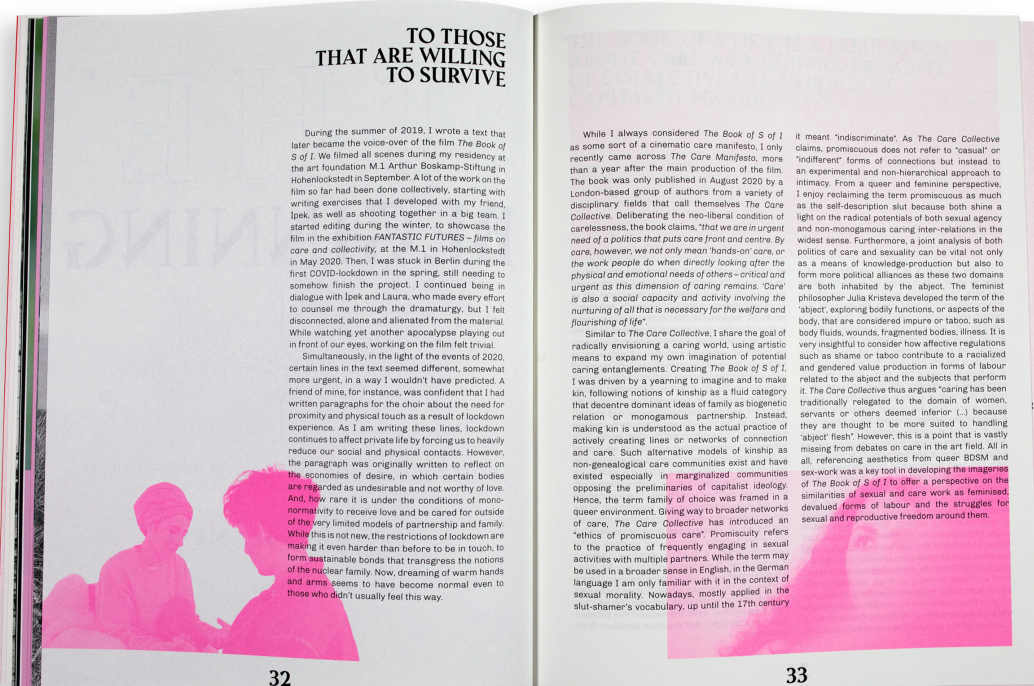 TO THOSE
THAT ARE WILLING
TO SURVIVE
During the summer of 2019, I wrote a text that
later became the voice-over of the film The Book of
S of I. We filmed all scenes during my residency at
the art foundation M.1 Arthur Boskamp-Stiftung in
Hohenlockstedt in September. A lot of the work on the
film so far had been done collectively, starting with
writing exercises that I developed with my friend,
İpek, as well as shooting together in a big team. I
started editing during the winter, to showcase the
film in the exhibition FANTASTIC FUTURES – films on
care and collectivity, at the M.1 in Hohenlockstedt
in May 2020. Then, I was stuck in Berlin during the
first COVID-lockdown in the spring, still needing to
somehow finish the project. I continued being in
dialogue with İpek and Laura, who made every effort
to counsel me through the dramaturgy, but I felt
disconnected, alone and alienated from the material.
While watching yet another apocalypse playing out
in front of our eyes, working on the film felt trivial.
Simultaneously, in the light of the events of 2020,
certain lines in the text seemed different, somewhat
more urgent, in a way I wouldn't have predicted. A
friend of mine, for instance, was confident that I had
written paragraphs for the choir about the need for
proximity and physical touch as a result of lockdown
experience. As I am writing these lines, lockdown
continues to affect private life by forcing us to heavily
reduce our social and physical contacts. However,
the paragraph was originally written to reflect on
the economies of desire, in which certain bodies
are regarded as undesirable and not worthy of love.
And, how rare it is under the conditions of mono-
normativity to receive love and be cared for outside
of the very limited models of partnership and family.
While this is not new, the restrictions of lockdown are
making it even harder than before to be in touch, to
form sustainable bonds that transgress the notions
of the nuclear family. Now, dreaming of warm hands
and arms seems to have become normal even to
those who didn't usually feel this way.
32
While I always considered The Book of S of I
as some sort of a cinematic care manifesto, I only
recently came across The Care Manifesto, more
than a year after the main production of the film.
The book was only published in August 2020 by a
London-based group of authors from a variety of
disciplinary fields that call themselves The Care
Collective. Deliberating the neo-liberal condition of
carelessness, the book claims, "that we are in urgent
need of a politics that puts care front and centre. By
care, however, we not only mean 'hands-on' care, or
the work people do when directly looking after the
physical and emotional needs of others – critical and
urgent as this dimension of caring remains. 'Care'
is also a social capacity and activity involving the
nurturing of all that is necessary for the welfare and
flourishing of life".
Similar to The Care Collective, I share the goal of
radically envisioning a caring world, using artistic
means to expand my own imagination of potential
caring entanglements. Creating The Book of S of I,
I was driven by a yearning to imagine and to make
kin, following notions of kinship as a fluid category
that decentre dominant ideas of family as biogenetic
relation or monogamous partnership. Instead,
making kin is understood as the actual practice of
actively creating lines or networks of connection
and care. Such alternative models of kinship as
non-genealogical care communities exist and have
existed especially in marginalized communities
opposing the preliminaries of capitalist ideology.
Hence, the term family of choice was framed in a
queer environment. Giving way to broader networks
of care, The Care Collective has introduced an
"ethics of promiscuous care". Promiscuity refers
to the practice of frequently engaging in sexual
activities with multiple partners. While the term may
be used in a broader sense in English, in the German
language I am only familiar with it in the context of
sexual morality. Nowadays, mostly applied in the
slut-shamer's vocabulary, up until the 17th century
it meant "indiscriminate". As The Care Collective
claims, promiscuous does not refer to "casual" or
"indifferent" forms of connections but instead to
an experimental and non-hierarchical approach to
intimacy. From a queer and feminine perspective,
I enjoy reclaiming the term promiscuous as much
as the self-description slut because both shine a
light on the radical potentials of both sexual agency
and non-monogamous caring inter-relations in the
widest sense. Furthermore, a joint analysis of both
politics of care and sexuality can be vital not only
as a means of knowledge-production but also to
form more political alliances as these two domains
are both inhabited by the abject. The feminist
philosopher Julia Kristeva developed the term of the
'abject', exploring bodily functions, or aspects of the
body, that are considered impure or taboo, such as
body fluids, wounds, fragmented bodies, illness. It is
very insightful to consider how affective regulations
such as shame or taboo contribute to a racialized
and gendered value production in forms of labour
related to the abject and the subjects that perform
it. The Care Collective thus argues "caring has been
traditionally relegated to the domain of women,
servants or others deemed inferior (...) because
they are thought to be more suited to handling
'abject' flesh". However, this is a point that is vastly
missing from debates on care in the art field. All in
all, referencing aesthetics from queer BDSM and
sex-work was a key tool in developing the imageries
of The Book of S of I to offer a perspective on the
similarities of sexual and care work as feminised,
devalued forms of labour and the struggles for
sexual and reproductive freedom around them.
33